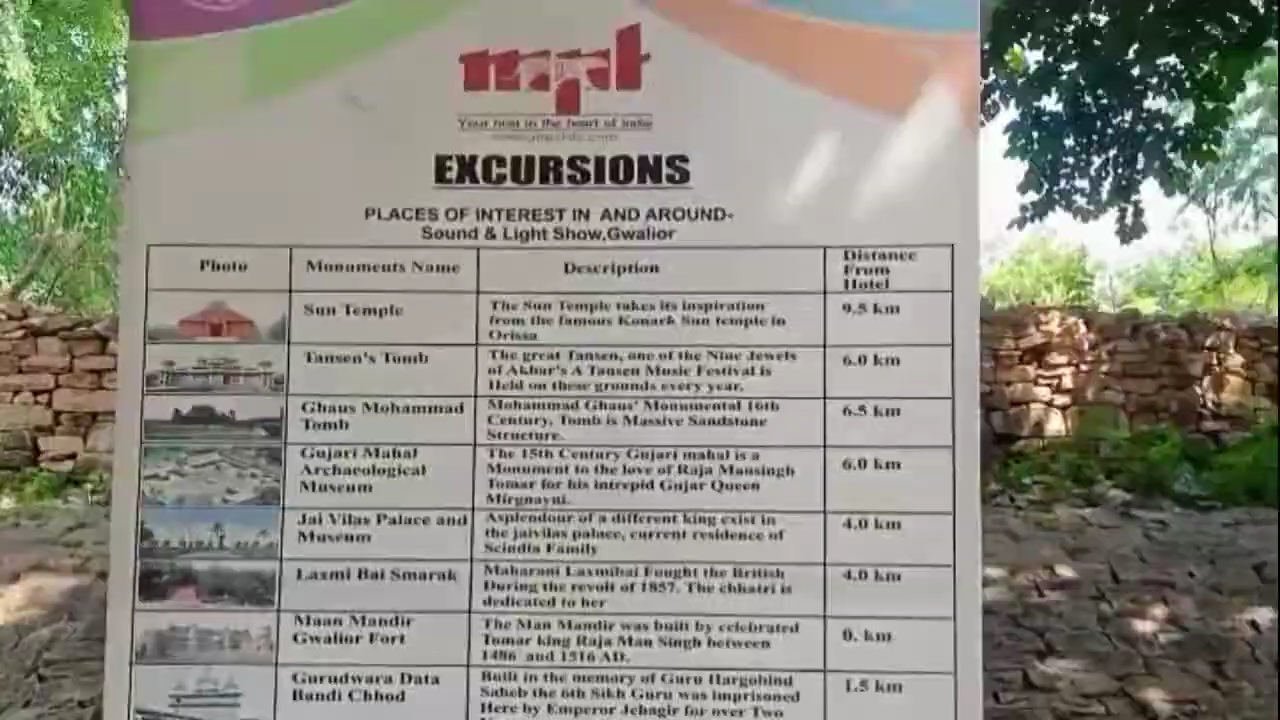 mpt
Your host in the heart of India
EXCURSIONS
PLACES OF INTEREST IN AND AROUND-
Sound & Light Show,Gwalior
Photo
Monuments Name
Description
Distance
From
Hotel
Sun Temple
The Sun Temple takes its inspiration
from the famous Konark Sun temple in
Orissa
9.5 km
Tansen's Tomb
The great Tansen, one of the Nine Jewels
of Akbar's A Tansen Music Festival is
Held on these grounds every year.
6.0 km
Ghaus Mohammad
Tomb
Mohammad Ghaus' Monumental 16th
Century, Tomb is Massive Sandstone
Structure.
6.5 km
Gujari Mahal
Archaeological
Museum
The 15th Century Gujari mahal is a
Monument to the love of Raja Mansingh
Tomar for his intrepid Gujar Queen
Mirgnayni.
6.0 km
Jai Vilas Palace and
Museum
Asplendour of a different king exist in
the jaivilas palace, current residence of
Scindia Family
4.0 km
Laxmi Bai Smarak
Maharani Laxmibai Fought the British
During the revolt of 1857. The chhatri is
dedicated to her
4.0 km
Maan Mandir
Gwalior Fort
The Man Mandir was built by celebrated
Tomar king Raja Man Singh between
1486 and 1516 AD.
0. km
Gurudwara Data
Bandi Chhod
Built in the memory of Guru Hargobind
Saheb the 6th Sikh Guru was imprisoned
Here by Emperor Jehagir for over Two
1.5 km